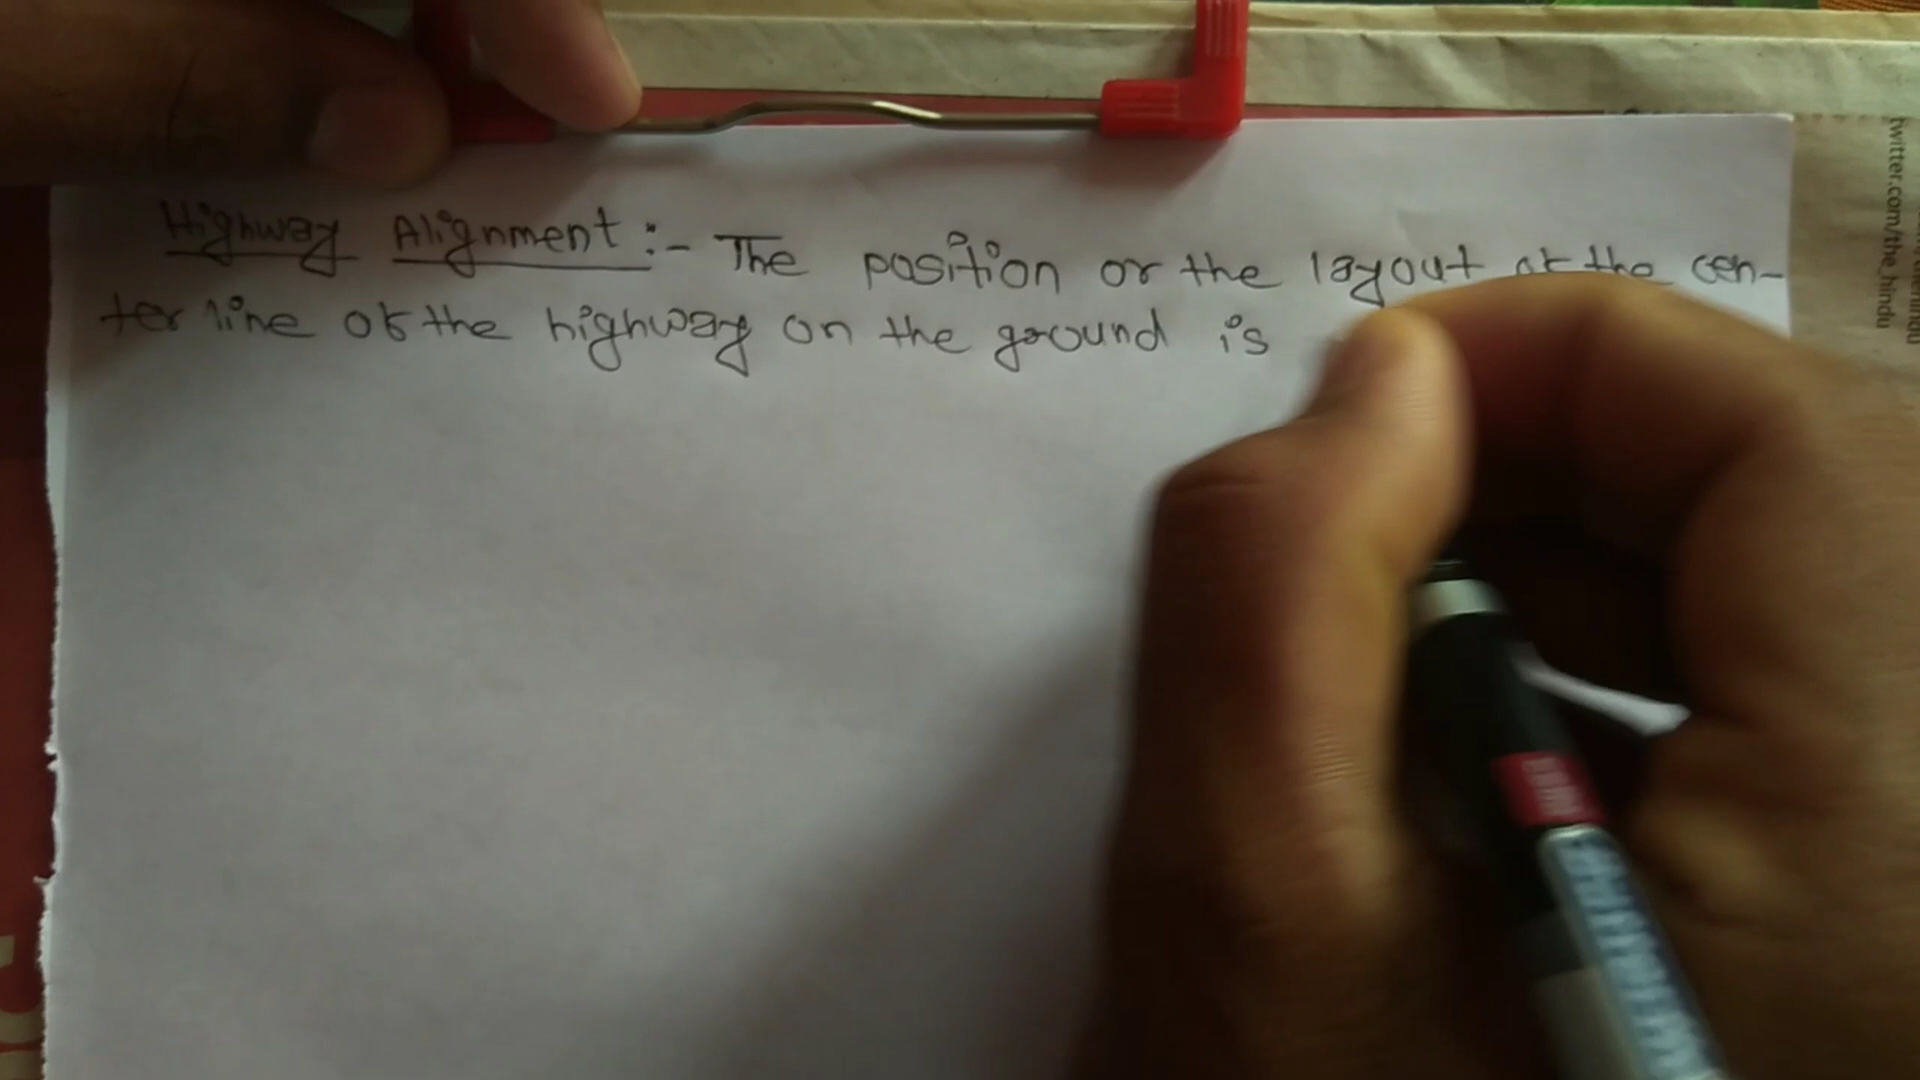 Highway Alignment :- The position or the layout of the cen-
ter line of the highway on the ground is
twitter.com/the_hindu